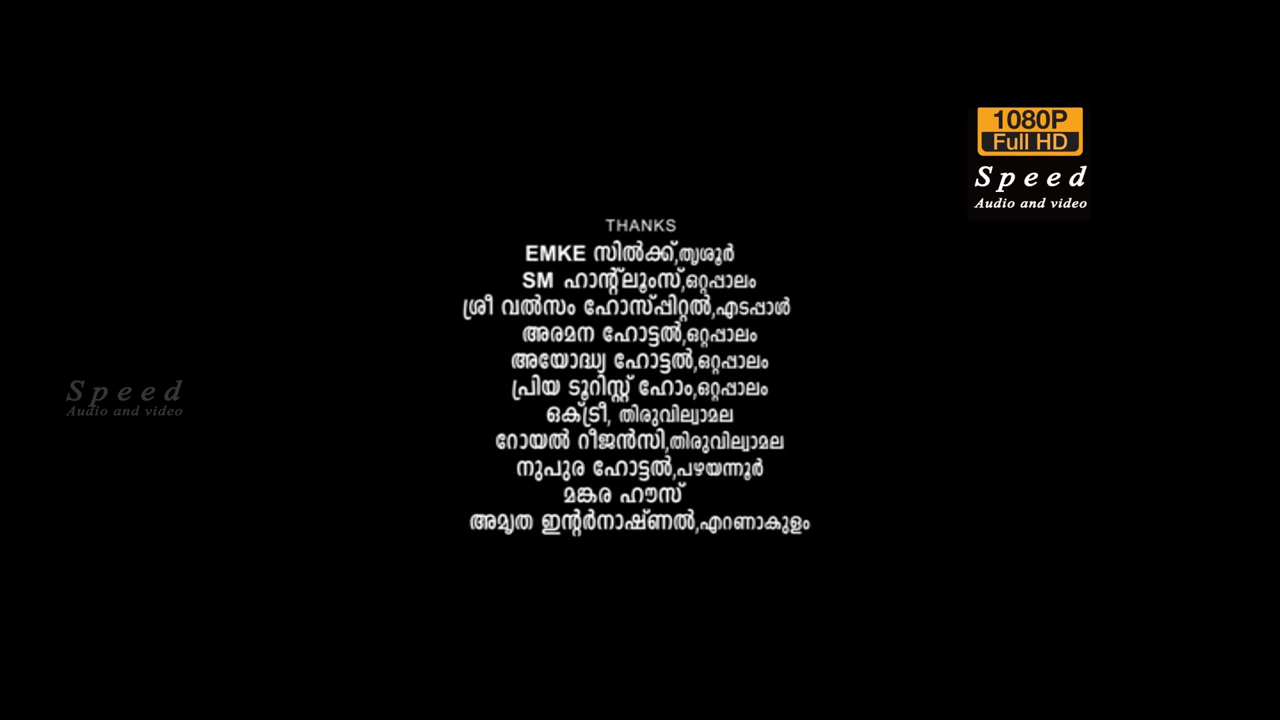 1080P
Full HD
Speed
Audio and video
THANKS
EMKE സിൽക്ക്,തൃശൂർ
SM ഹാന്റ്‌ലൂംസ്,ഒറ്റപ്പാലം
ശ്രീ വൽസം ഹോസ്പ്പിറ്റൽ,എടപ്പാൾ
അരമന ഹോട്ടൽ,ഒറ്റപ്പാലം
അയോദ്ധ്യ ഹോട്ടൽ,ഒറ്റപ്പാലം
പ്രിയ ടൂറിസ്റ്റ് ഹോം,ഒറ്റപ്പാലം
ഒക്ട്രീ, തിരുവില്വാമല
റോയൽ റീജൻസി,തിരുവില്വാമല
നുപുര ഹോട്ടൽ,പഴയന്നൂർ
മങ്കര ഹൗസ്
അമൃത ഇന്റർനാഷ്ണൽ,എറണാകുളം
Speed
Audio and video